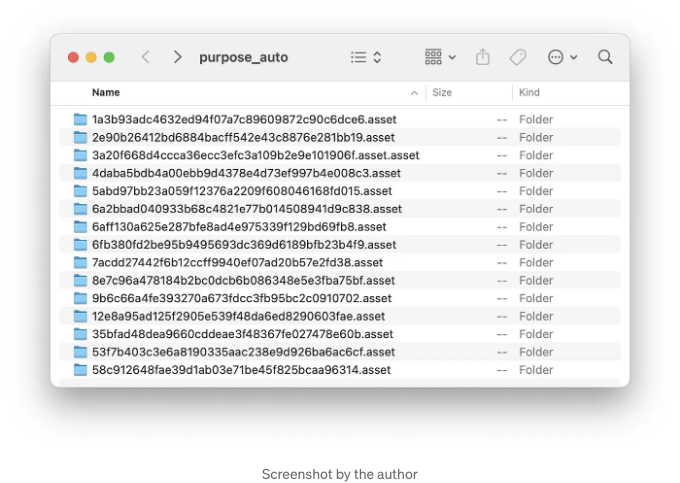 purpose_auto
Name Size Kind
1a3b93adc4632ed94f07a7c89609872c90c6dce6.asset -- Folder
2e90b26412bd6884bacff542e43c8876e281bb19.asset -- Folder
3a20f668d4ccca36ecc3efc3a109b2e9e101906f.asset.asset -- Folder
4daba5bdb4a00ebb9d4378e4d73ef997b4e008c3.asset -- Folder
5abd97bb23a059f12376a2209f608046168fd015.asset -- Folder
6a2bbad040933b68c4821e77b014508941d9c838.asset -- Folder
6aff130a625e287bfe8ad4e975339f129bd69fb8.asset -- Folder
6fb380fd2be95b9495693dc369d6189bfb23b4f9.asset -- Folder
7acdd27442f6b12ccff9940ef07ad20b57e2fd38.asset -- Folder
8e7c96a478184b2bc0dcb6b086348e5e3fba75bf.asset -- Folder
9b6c66a4fe393270a673fdcc3fb95bc2c0910702.asset -- Folder
12e8a95ad125f2905e539f48da6ed8290603fae.asset -- Folder
35bfad48dea9660cddeae3f48367fe027478e60b.asset -- Folder
53f7b403c3e6a8190335aac238e9d926ba6ac6cf.asset -- Folder
58c912648fae39d1ab03e71be45f825bcaa96314.asset -- Folder
Screenshot by the author